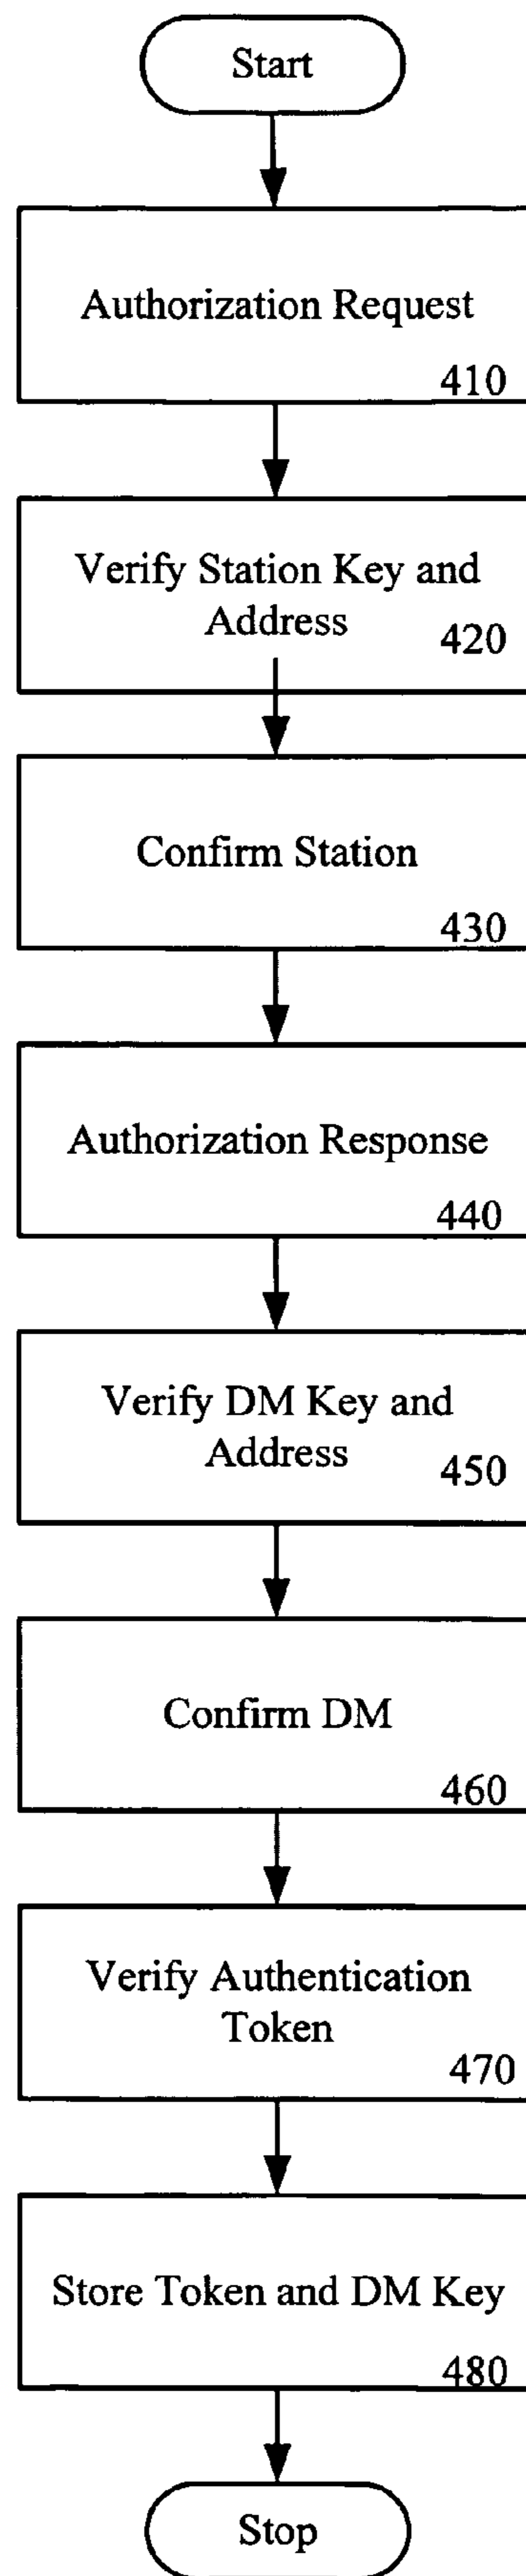 Start
Authorization Request
410
Verify Station Key and
Address 420
Confirm Station
430
Authorization Response
440
Verify DM Key and
Address 450
Confirm DM
460
Verify Authentication
Token
470
Store Token and DM Key
480
Stop